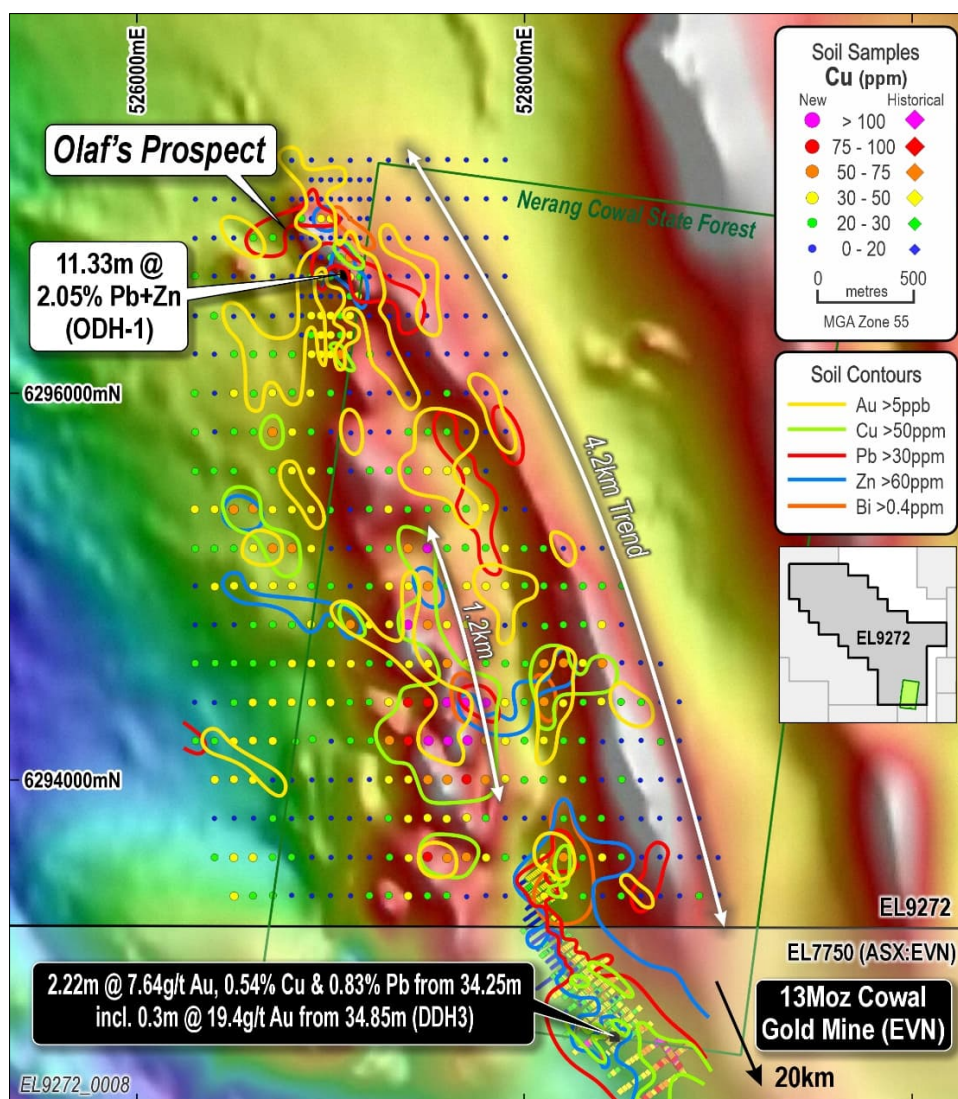 526000mE
528000mE
Olaf's Prospect
11.33m @
2.05% Pb+Zn
(ODH-1)
Nerang Cowal State Forest
6296000mN
4.2km Trend
1.2km
6294000mN
EL9272
EL7750 (ASX:EVN)
2.22m @ 7.64g/t Au, 0.54% Cu & 0.83% Pb from 34.25m
incl. 0.3m @ 19.4g/t Au from 34.85m (DDH3)
13Moz Cowal
Gold Mine (EVN)
20km
EL9272_0008
Soil Samples
Cu (ppm)
New Historical
> 100
75 - 100
50 - 75
30 - 50
20 - 30
0 - 20
0 500
metres
MGA Zone 55
Soil Contours
Au >5ppb
Cu >50ppm
Pb >30ppm
Zn >60ppm
Bi >0.4ppm
EL9272